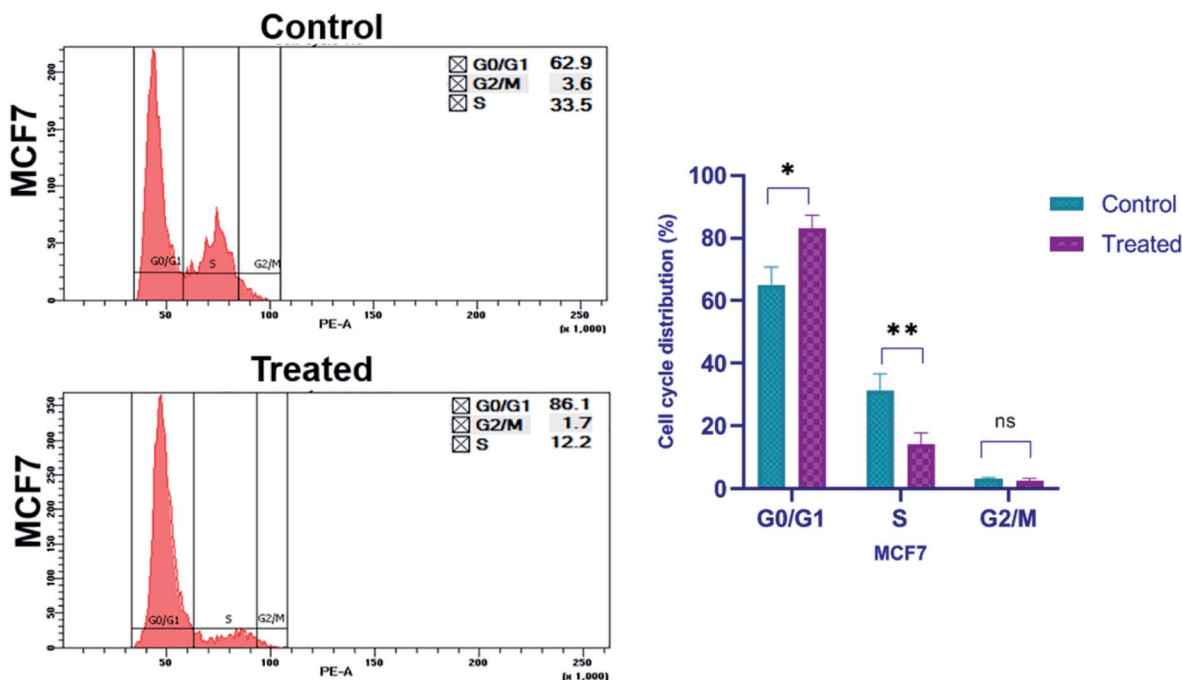 Control
MCF7
G0/G1 62.9
G2/M 3.6
S 33.5
200
150
100
50
0
G0/G1 S G2/M
50 100 150 200 250
PE-A
(x 1,000)
Treated
MCF7
G0/G1 86.1
G2/M 1.7
S 12.2
350
300
250
200
150
100
50
0
G0/G1 S G2/M
50 100 150 200 250
PE-A
(x 1,000)
Cell cycle distribution (%)
100
80
60
40
20
0
*
**
ns
G0/G1 S G2/M
MCF7
Control
Treated